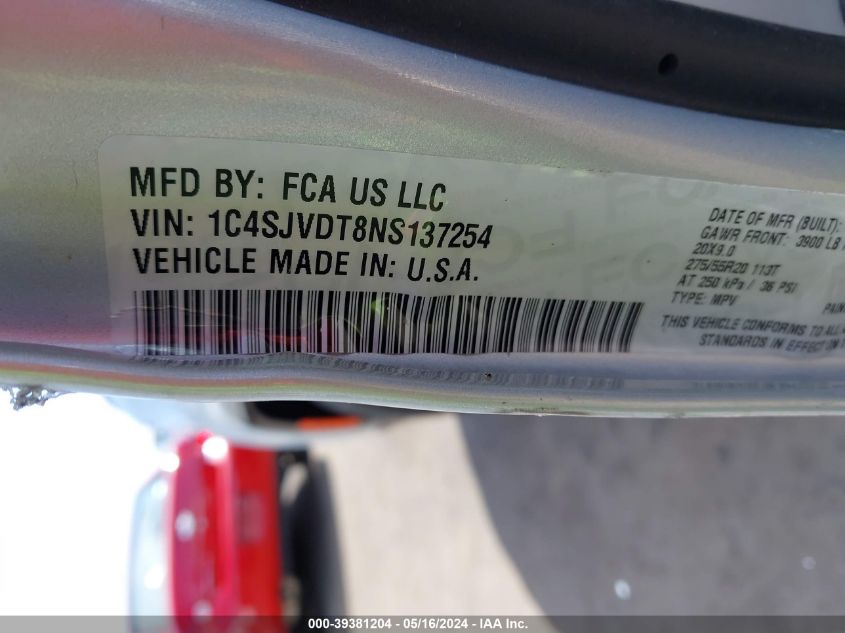 MFD BY: FCA US LLC
VIN: 1C4SJVDT8NS137254
VEHICLE MADE IN: U.S.A.
DATE OF MFR (BUILT):
GAWR FRONT: 3900 LB
20X9.0
275/55R20 113T
AT 250 kPa / 36 PSI
TYPE: MPV
PAIN
THIS VEHICLE CONFORMS TO ALL
STANDARDS IN EFFECT ON
000-39381204 - 05/16/2024 - IAA Inc.